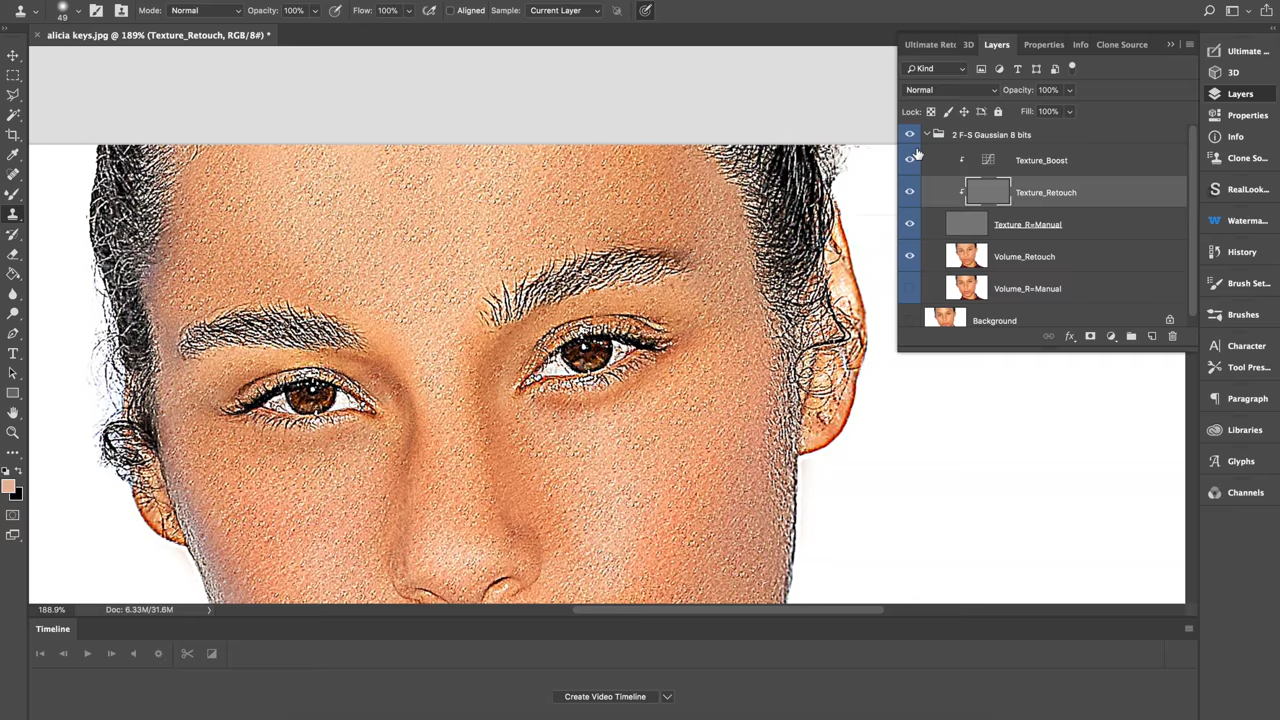 49
Mode: Normal Opacity: 100% Flow: 100% Aligned Sample: Current Layer
alicia keys.jpg @ 189% (Texture_Retouch, RGB/8#) *
Ultimate Retc 3D Layers Properties Info Clone Source
Kind
Normal Opacity: 100%
Lock: Fill: 100%
2 F-S Gaussian 8 bits
Texture_Boost
Texture_Retouch
Texture_R=Manual
Volume_Retouch
Volume_R=Manual
Background
fx
Ultimate ...
3D
Layers
Properties
Info
Clone So...
RealLook...
Waterma...
History
Brush Set...
Brushes
Character
Tool Pres...
Paragraph
Libraries
Glyphs
Channels
188.9% Doc: 6.33M/31.6M
Timeline
Create Video Timeline